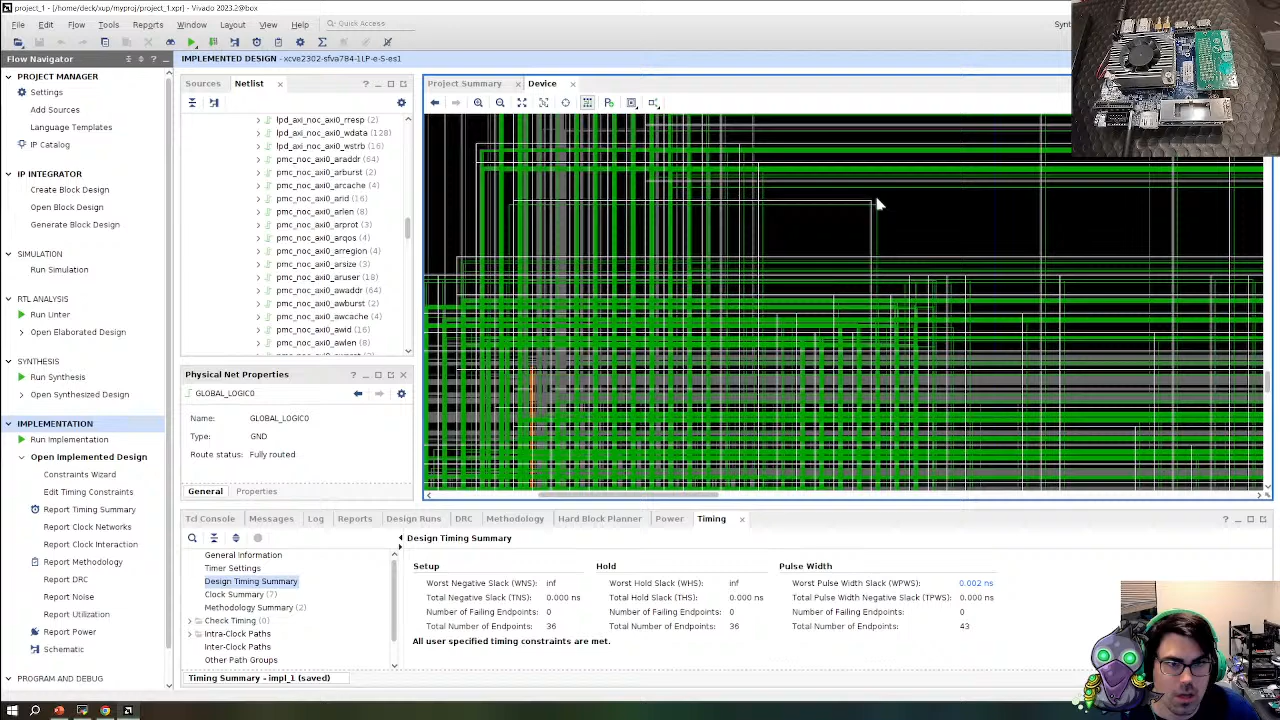 project_1 - [/home/deck/xup/myproj/project_1.xpr] - Vivado 2023.2@box
File Edit Flow Tools Reports Window Layout View Help Quick Access
Flow Navigator
PROJECT MANAGER
Settings
Add Sources
Language Templates
IP Catalog
IP INTEGRATOR
Create Block Design
Open Block Design
Generate Block Design
SIMULATION
Run Simulation
RTL ANALYSIS
Run Linter
Open Elaborated Design
SYNTHESIS
Run Synthesis
Open Synthesized Design
IMPLEMENTATION
Run Implementation
Open Implemented Design
Constraints Wizard
Edit Timing Constraints
Report Timing Summary
Report Clock Networks
Report Clock Interaction
Report Methodology
Report DRC
Report Noise
Report Utilization
Report Power
Schematic
PROGRAM AND DEBUG
IMPLEMENTED DESIGN - xcve2302-sfva784-1LP-e-S-es1
Sources Netlist
lpd_axi_noc_axi0_rresp (2)
lpd_axi_noc_axi0_wdata (128)
lpd_axi_noc_axi0_wstrb (16)
pmc_noc_axi0_araddr (64)
pmc_noc_axi0_arburst (2)
pmc_noc_axi0_arcache (4)
pmc_noc_axi0_arid (16)
pmc_noc_axi0_arlen (8)
pmc_noc_axi0_arprot (3)
pmc_noc_axi0_arqos (4)
pmc_noc_axi0_arregion (4)
pmc_noc_axi0_arsize (3)
pmc_noc_axi0_aruser (18)
pmc_noc_axi0_awaddr (64)
pmc_noc_axi0_awburst (2)
pmc_noc_axi0_awcache (4)
pmc_noc_axi0_awid (16)
pmc_noc_axi0_awlen (8)
Physical Net Properties
GLOBAL_LOGIC0
Name: GLOBAL_LOGIC0
Type: GND
Route status: Fully routed
General Properties
Project Summary Device
Tcl Console Messages Log Reports Design Runs DRC Methodology Hard Block Planner Power Timing
General Information
Timer Settings
Design Timing Summary
Clock Summary (7)
Methodology Summary (2)
Check Timing (0)
Intra-Clock Paths
Inter-Clock Paths
Other Path Groups
Timing Summary - impl_1 (saved)
Design Timing Summary
Setup Hold Pulse Width
Worst Negative Slack (WNS): inf Worst Hold Slack (WHS): inf Worst Pulse Width Slack (WPWS): 0.002 ns
Total Negative Slack (TNS): 0.000 ns Total Hold Slack (THS): 0.000 ns Total Pulse Width Negative Slack (TPWS): 0.000 ns
Number of Failing Endpoints: 0 Number of Failing Endpoints: 0 Number of Failing Endpoints: 0
Total Number of Endpoints: 36 Total Number of Endpoints: 36 Total Number of Endpoints: 43
All user specified timing constraints are met.